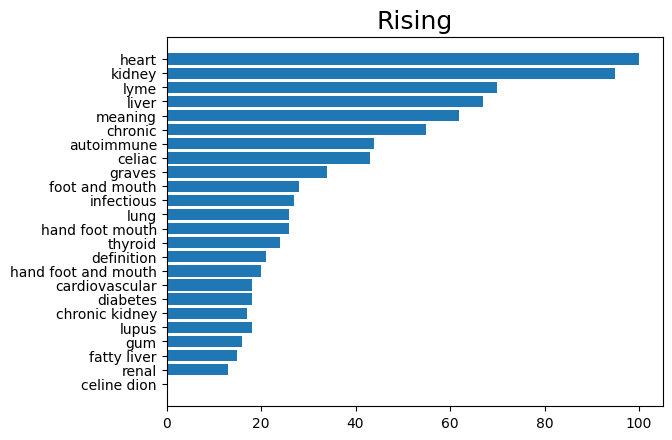 Rising
heart
kidney
lyme
liver
meaning
chronic
autoimmune
celiac
graves
foot and mouth
infectious
lung
hand foot mouth
thyroid
definition
hand foot and mouth
cardiovascular
diabetes
chronic kidney
lupus
gum
fatty liver
renal
celine dion
0 20 40 60 80 100